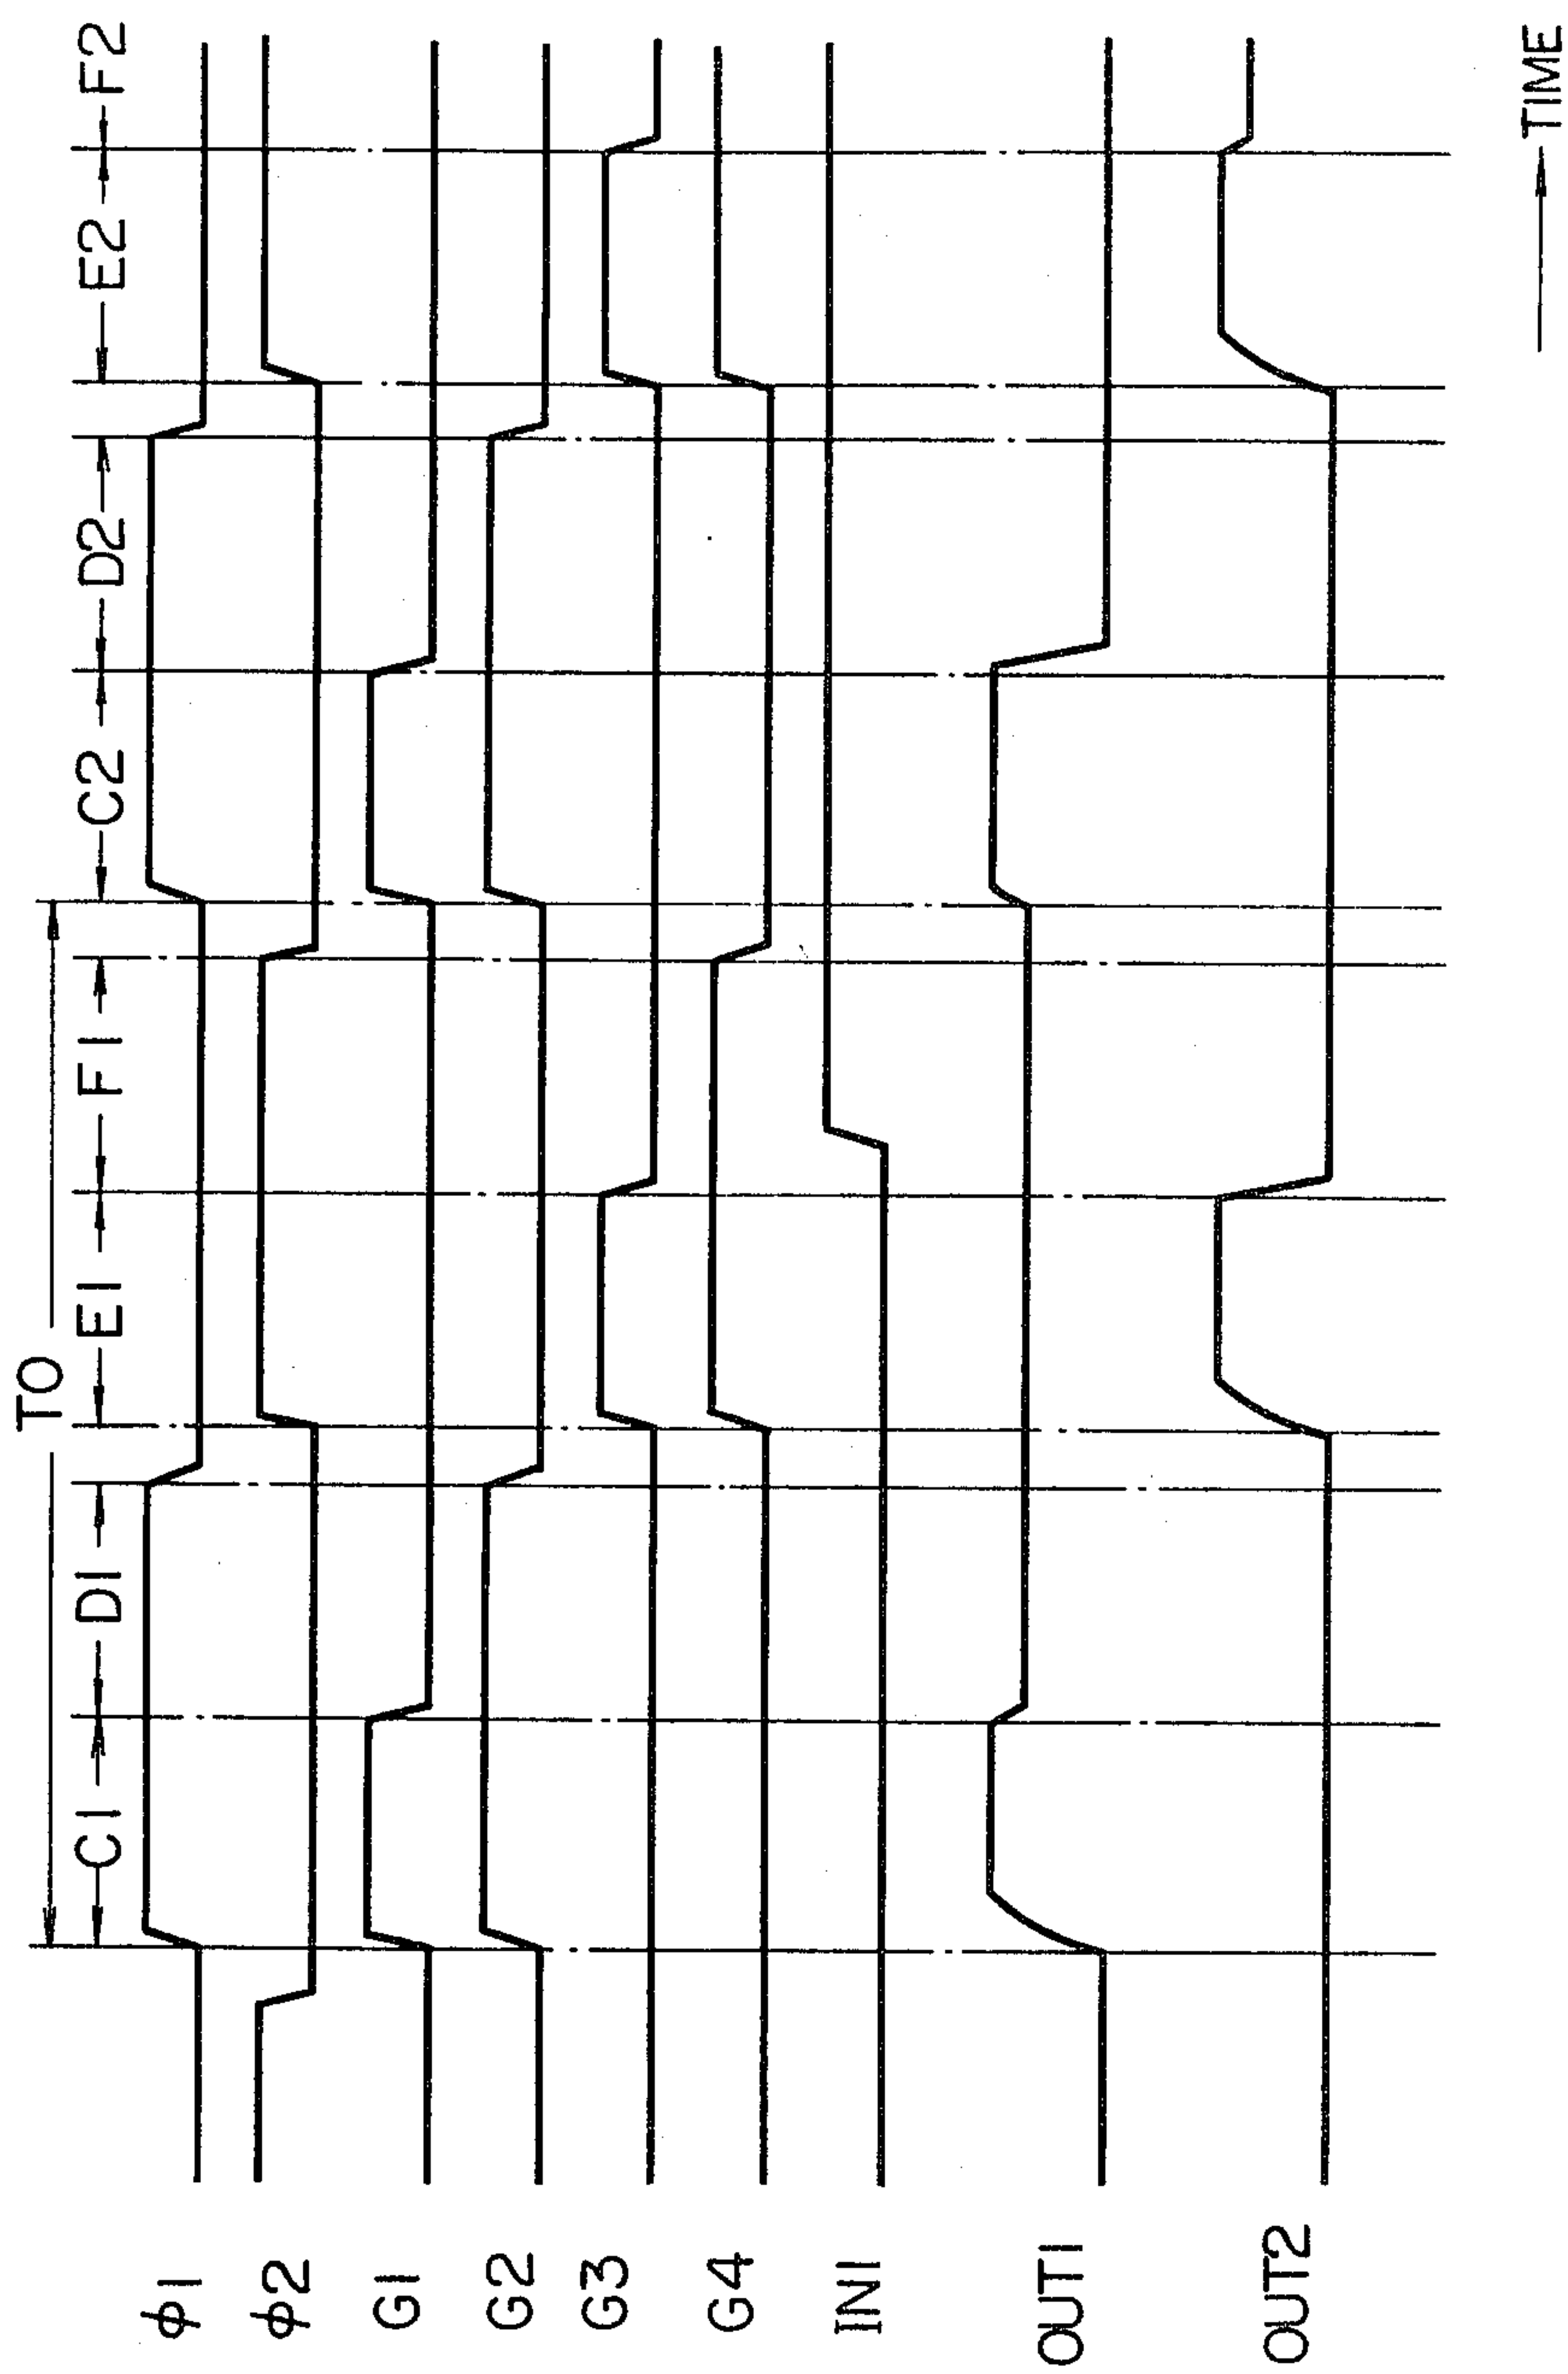 TO
C1 D1 E1 F1 C2 D2 E2 F2
ϕ1
ϕ2
G1
G2
G3
G4
IN1
OUT1
OUT2
TIME